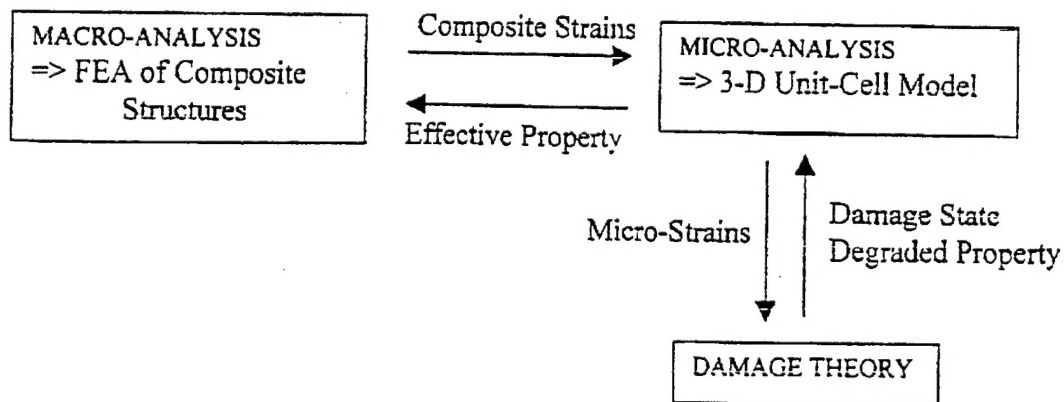 MACRO-ANALYSIS
=> FEA of Composite
Structures
Composite Strains
Effective Property
MICRO-ANALYSIS
=> 3-D Unit-Cell Model
Micro-Strains
Damage State
Degraded Property
DAMAGE THEORY